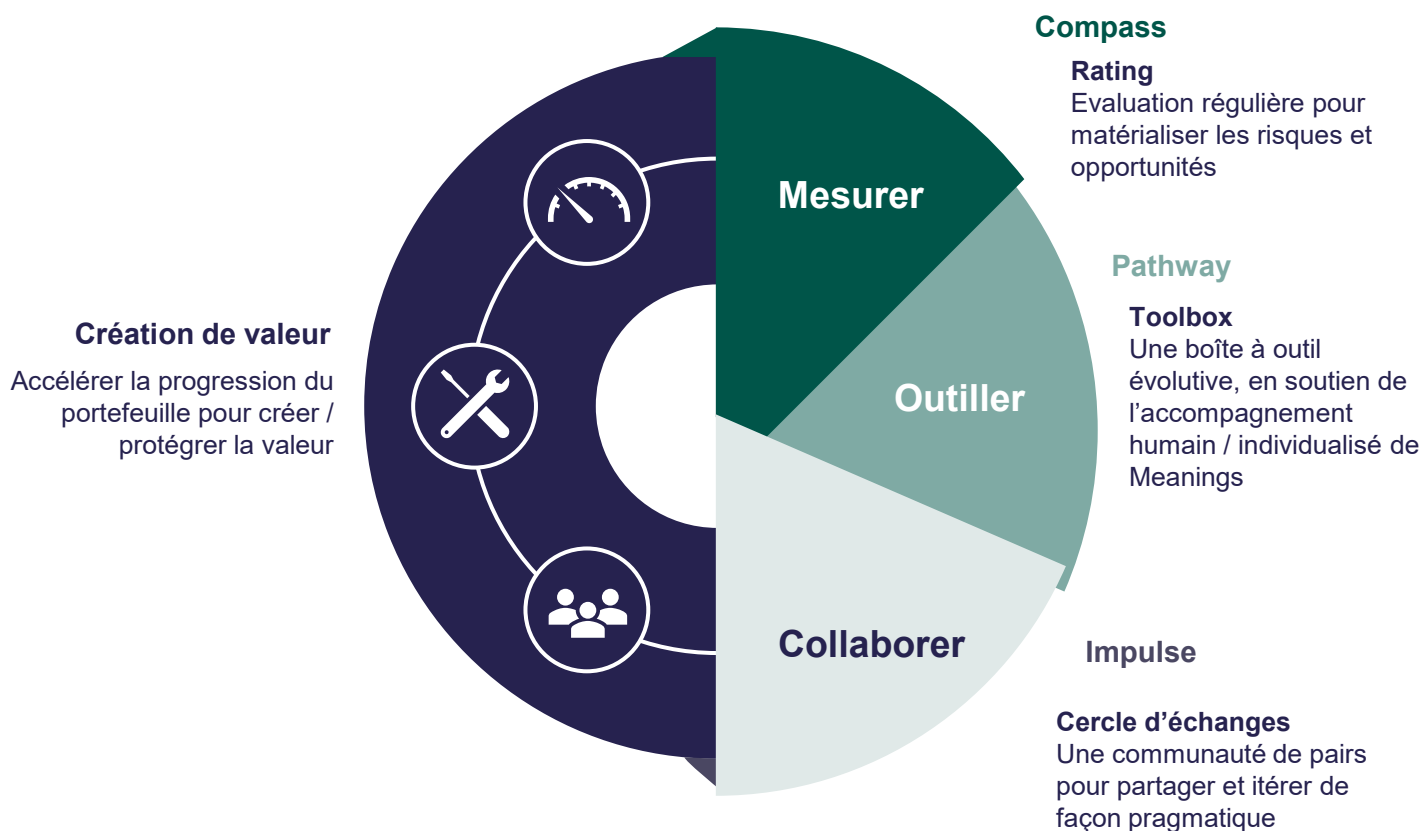 Compass
Rating
Evaluation régulière pour
matérialiser les risques et
opportunités
Mesurer
Pathway
Toolbox
Une boîte à outil
évolutive, en soutien de
l’accompagnement
humain / individualisé de
Meanings
Outiller
Création de valeur
Accélérer la progression du
portefeuille pour créer /
protégrer la valeur
Collaborer
Impulse
Cercle d’échanges
Une communauté de pairs
pour partager et itérer de
façon pragmatique